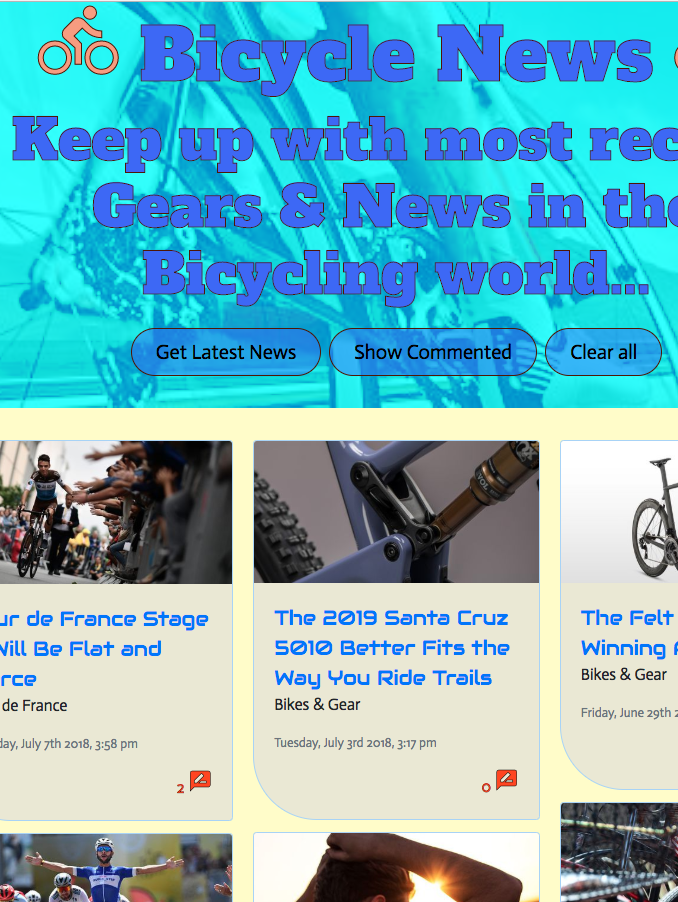 Bicycle News
Keep up with most rec
Gears & News in the
Bicycling world...
Get Latest News
Show Commented
Clear all
ur de France Stage
Will Be Flat and
rce
de France
day, July 7th 2018, 3:58 pm
2
The 2019 Santa Cruz
5010 Better Fits the
Way You Ride Trails
Bikes & Gear
Tuesday, July 3rd 2018, 3:17 pm
0
The Felt
Winning
Bikes & Gear
Friday, June 29th 2